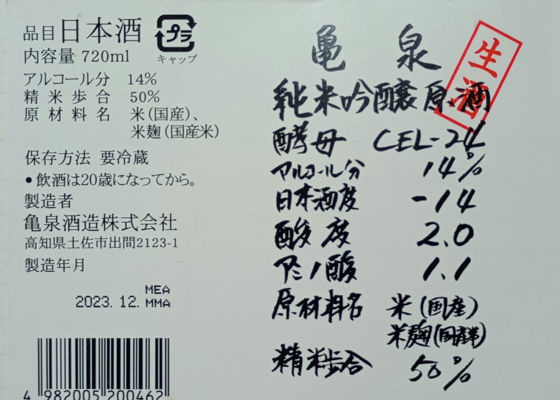 品目 日本酒
プラ
キャップ
内容量 720ml
アルコール分 14%
精米歩合 50%
原材料名 米(国産)、
米麹(国産米)
保存方法 要冷蔵
●飲酒は20歳になってから。
製造者
亀泉酒造株式会社
高知県土佐市出間2123-1
製造年月
2023.12. MEA
MMA
4 982005 200462
亀泉
生酒
純米吟醸原酒
酵母 CEL-24
アルコール分 14%
日本酒度 -14
酸度 2.0
アミノ酸 1.1
原材料名 米(国産)
米麹(国産米)
精米歩合 50%